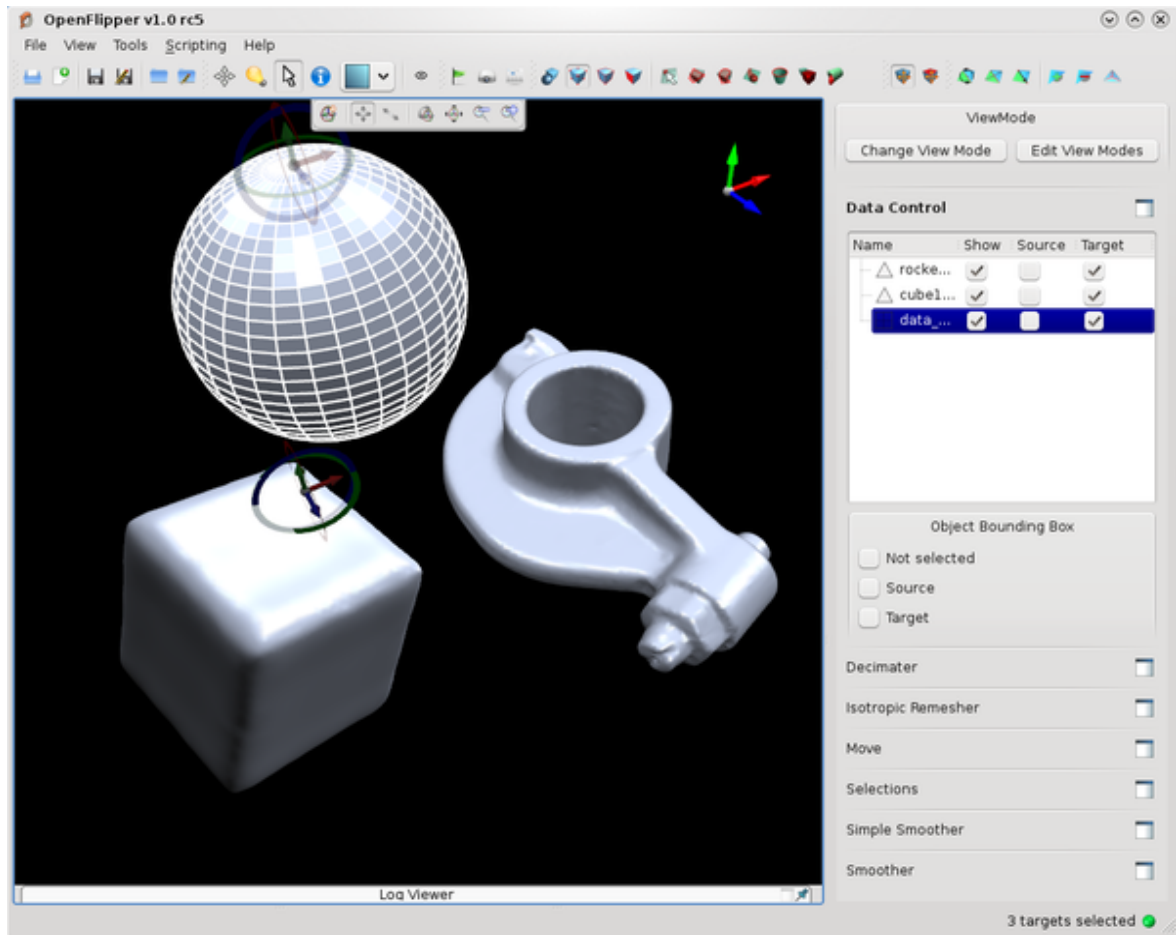 OpenFlipper v1.0 rc5
File View Tools Scripting Help
ViewMode
Change View Mode Edit View Modes
Data Control
Name Show Source Target
rocke...
cube1...
data_...
Object Bounding Box
Not selected
Source
Target
Decimater
Isotropic Remesher
Move
Selections
Simple Smoother
Smoother
Log Viewer
3 targets selected